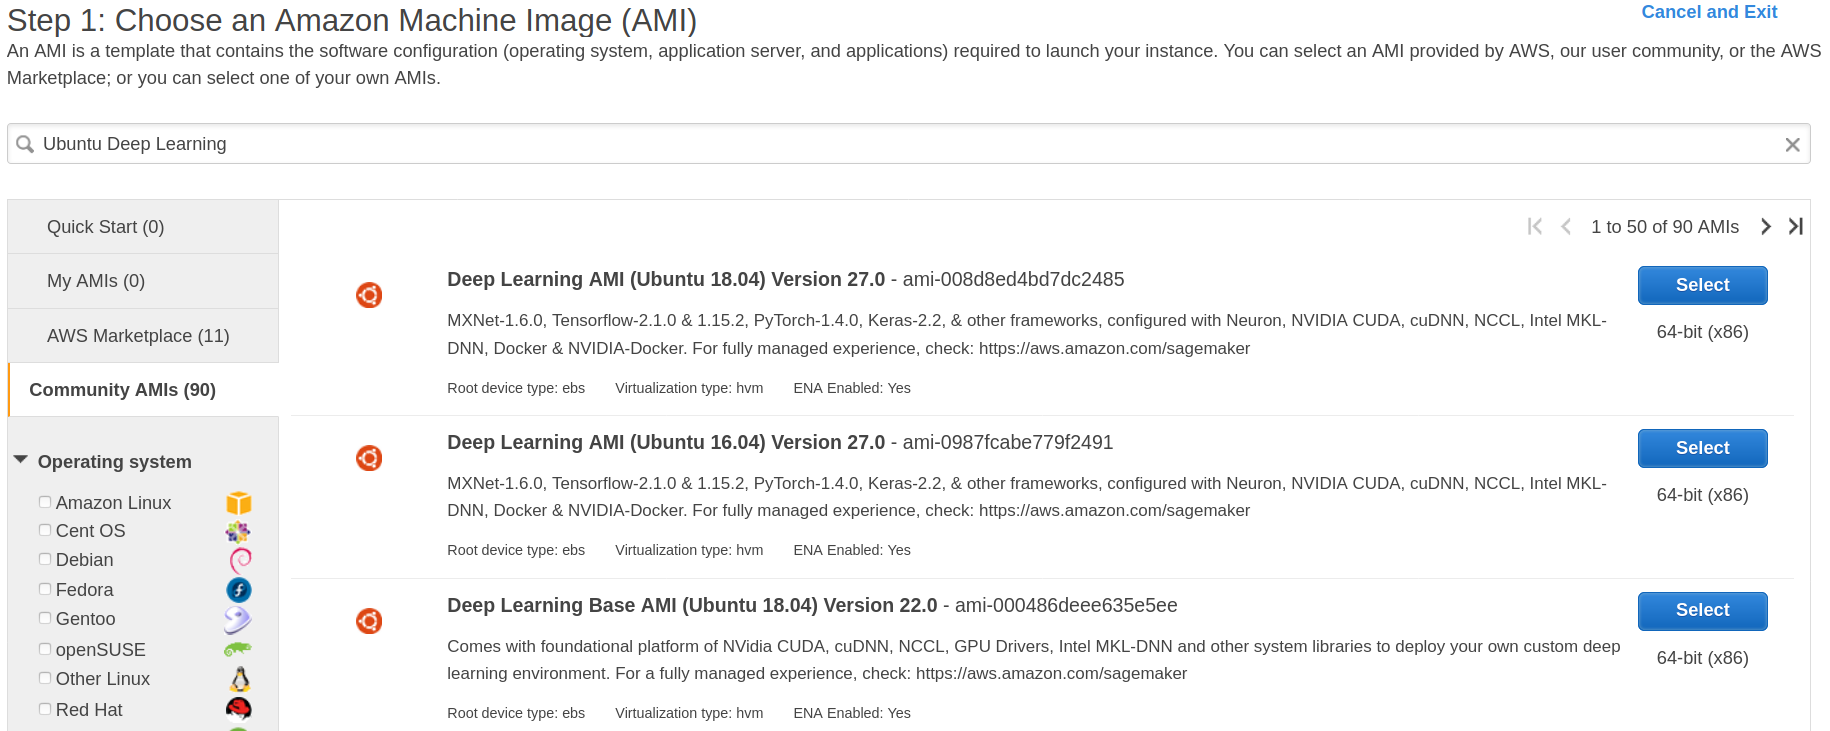 Step 1: Choose an Amazon Machine Image (AMI)
Cancel and Exit
An AMI is a template that contains the software configuration (operating system, application server, and applications) required to launch your instance. You can select an AMI provided by AWS, our user community, or the AWS
Marketplace; or you can select one of your own AMIs.
Ubuntu Deep Learning
Quick Start (0)
My AMIs (0)
AWS Marketplace (11)
Community AMIs (90)
Operating system
Amazon Linux
Cent OS
Debian
Fedora
Gentoo
openSUSE
Other Linux
Red Hat
1 to 50 of 90 AMIs
Deep Learning AMI (Ubuntu 18.04) Version 27.0 - ami-008d8ed4bd7dc2485
Select
MXNet-1.6.0, Tensorflow-2.1.0 & 1.15.2, PyTorch-1.4.0, Keras-2.2, & other frameworks, configured with Neuron, NVIDIA CUDA, cuDNN, NCCL, Intel MKL-
DNN, Docker & NVIDIA-Docker. For fully managed experience, check: https://aws.amazon.com/sagemaker
64-bit (x86)
Root device type: ebs Virtualization type: hvm ENA Enabled: Yes
Deep Learning AMI (Ubuntu 16.04) Version 27.0 - ami-0987fcabe779f2491
Select
MXNet-1.6.0, Tensorflow-2.1.0 & 1.15.2, PyTorch-1.4.0, Keras-2.2, & other frameworks, configured with Neuron, NVIDIA CUDA, cuDNN, NCCL, Intel MKL-
DNN, Docker & NVIDIA-Docker. For fully managed experience, check: https://aws.amazon.com/sagemaker
64-bit (x86)
Root device type: ebs Virtualization type: hvm ENA Enabled: Yes
Deep Learning Base AMI (Ubuntu 18.04) Version 22.0 - ami-000486deee635e5ee
Select
Comes with foundational platform of NVidia CUDA, cuDNN, NCCL, GPU Drivers, Intel MKL-DNN and other system libraries to deploy your own custom deep
learning environment. For a fully managed experience, check: https://aws.amazon.com/sagemaker
64-bit (x86)
Root device type: ebs Virtualization type: hvm ENA Enabled: Yes